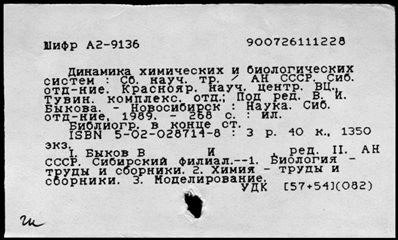 Шифр А2-9136 900726111228
Динамика химических и биологических
систем : Сб. науч. тр. / АН СССР. Сиб.
отд-ние. Краснояр. науч. центр. ВЦ,
Тувин. комплекс. отд.; Под ред. В. И.
Быкова. - Новосибирск : Наука. Сиб.
отд-ние, 1989. - 268 с. : ил.
Библиогр. в конце ст.
ISBN 5-02-028714-8 : 3 р. 40 к., 1350
экз.
I. Быков В И , ред. II. АН
СССР. Сибирский филиал.--1. Биология -
труды и сборники. 2. Химия - труды и
сборники. 3. Моделирование.
УДК [57+54](082)